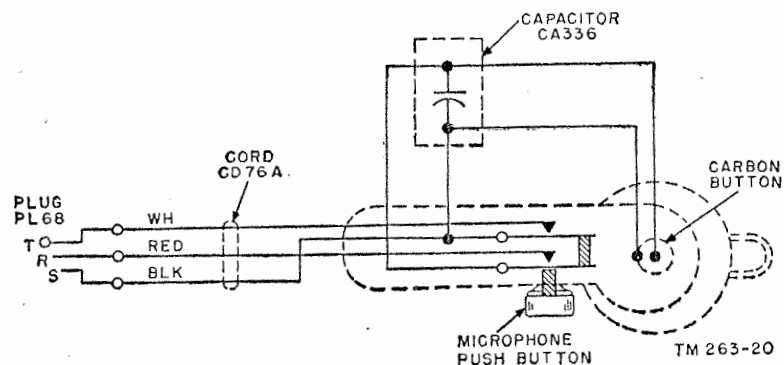 CAPACITOR
CA336
CORD
CD76A.
PLUG
PL68
WH
T
RED
R
BLK
S
CARBON
BUTTON
MICROPHONE
PUSH BUTTON
TM 263-20